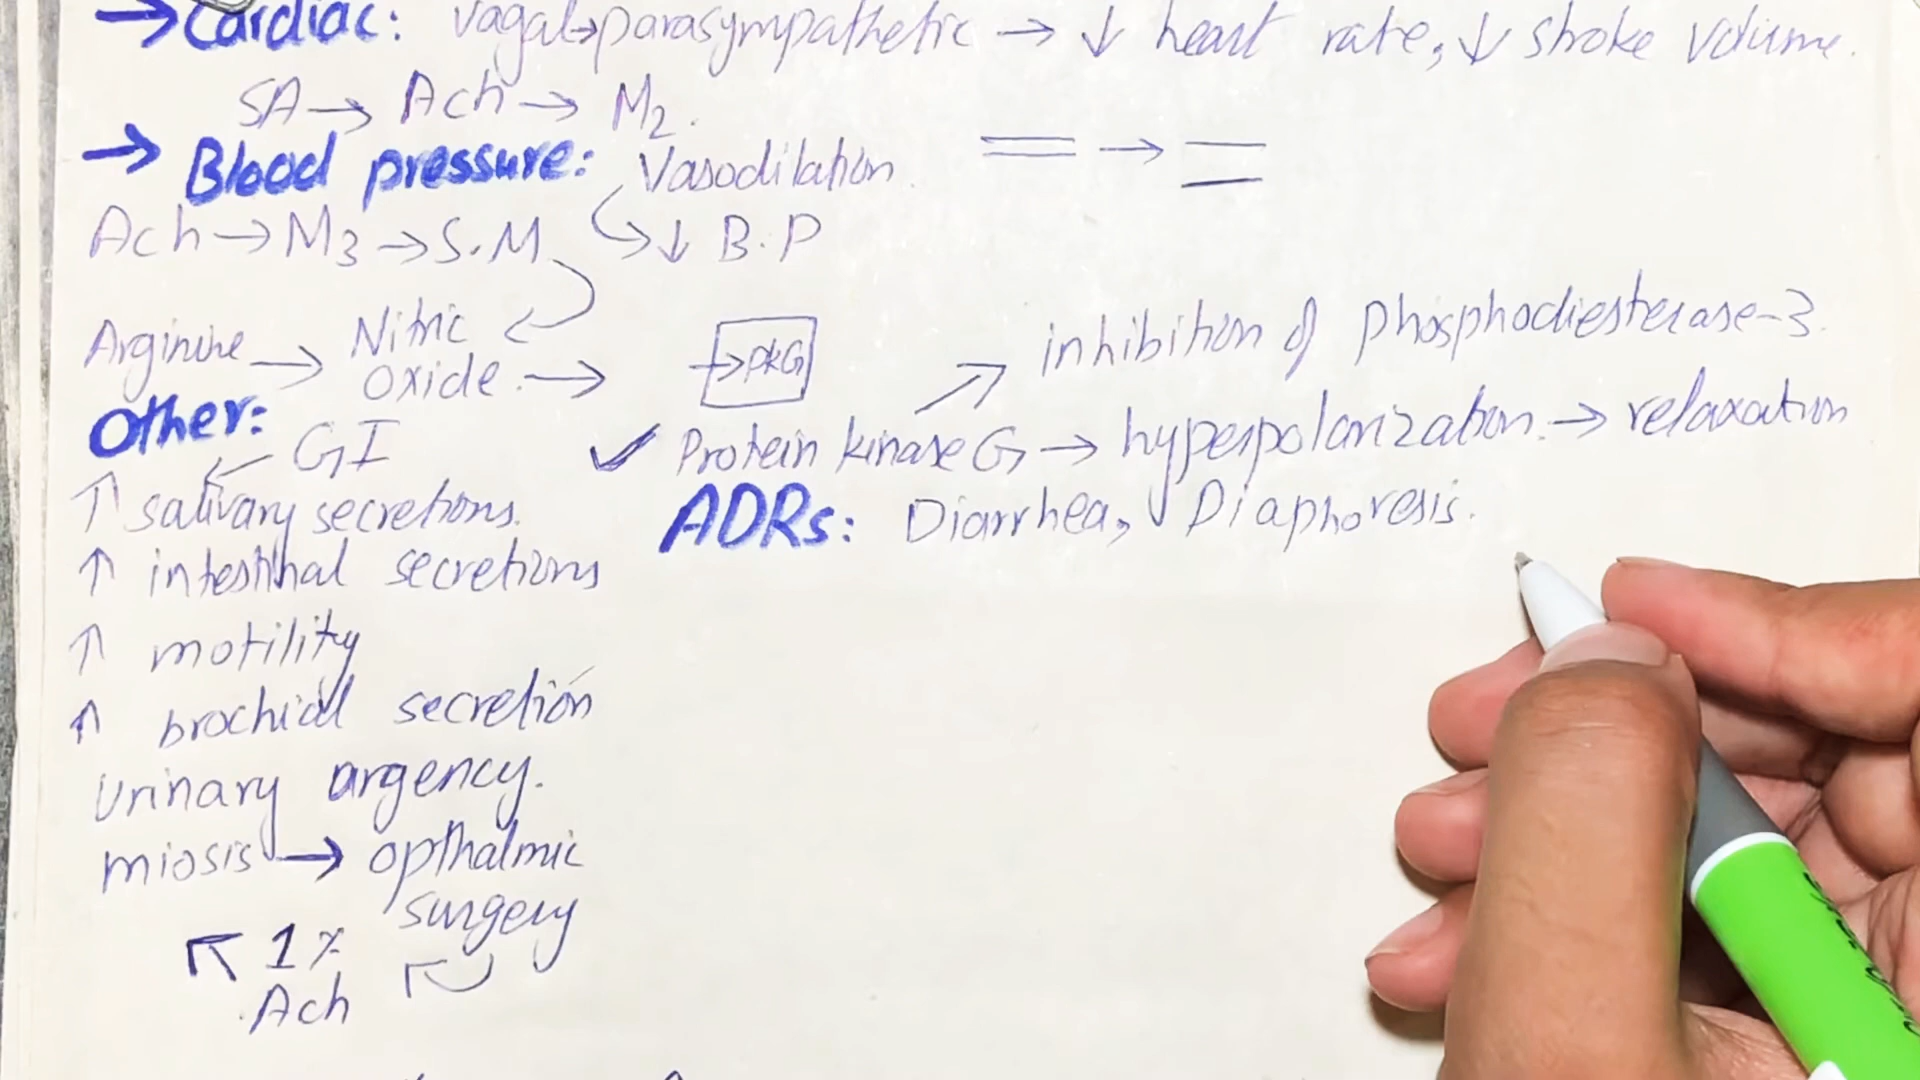 → Cardiac: vagal→parasympathetic → ↓ heart rate, ↓ stroke volume.
SA → Ach → M2.
→ Blood pressure: Vasodilation. → 
Ach → M3 → S.M ↓ B.P
Arginine → Nitric oxide. → → PKG
inhibition of phosphodiesterase-3.
✓ Protein kinase G → hyperpolarization. → relaxation
Other:
GI
↑ salivary secretions.
ADRs: Diarrhea, Diaphoresis.
↑ intestinal secretions
↑ motility
↑ brochial secretion
Urinary urgency.
miosis → opthalmic
surgery
1%
Ach